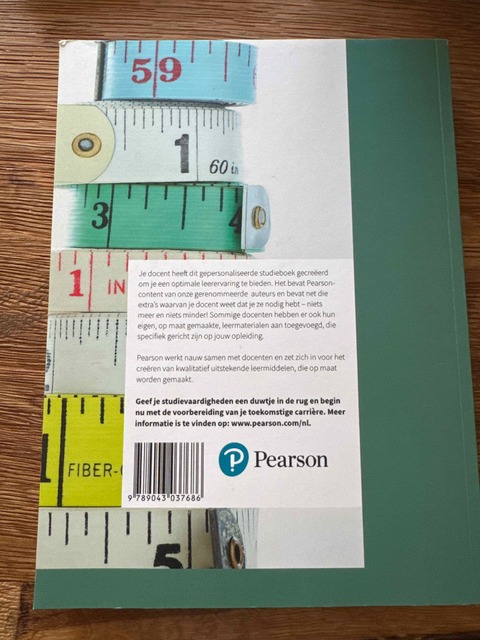 59
1
60 in
3
4
1 IN
Je docent heeft dit gepersonaliseerde studieboek gecreëerd
om je een optimale leerervaring te bieden. Het bevat Pearson-
content van onze gerenommeerde auteurs en bevat net die
extra's waarvan je docent weet dat je ze nodig hebt – niets
meer en niets minder! Sommige docenten hebben er ook hun
eigen, op maat gemaakte, leermaterialen aan toegevoegd, die
specifiek gericht zijn op jouw opleiding.
Pearson werkt nauw samen met docenten en zet zich in voor het
creëren van kwalitatief uitstekende leermiddelen, die op maat
worden gemaakt.
Geef je studievaardigheden een duwtje in de rug en begin
nu met de voorbereiding van je toekomstige carrière. Meer
informatie is te vinden op: www.pearson.com/nl.
1 FIBER-
P Pearson
9 789043 037686
5